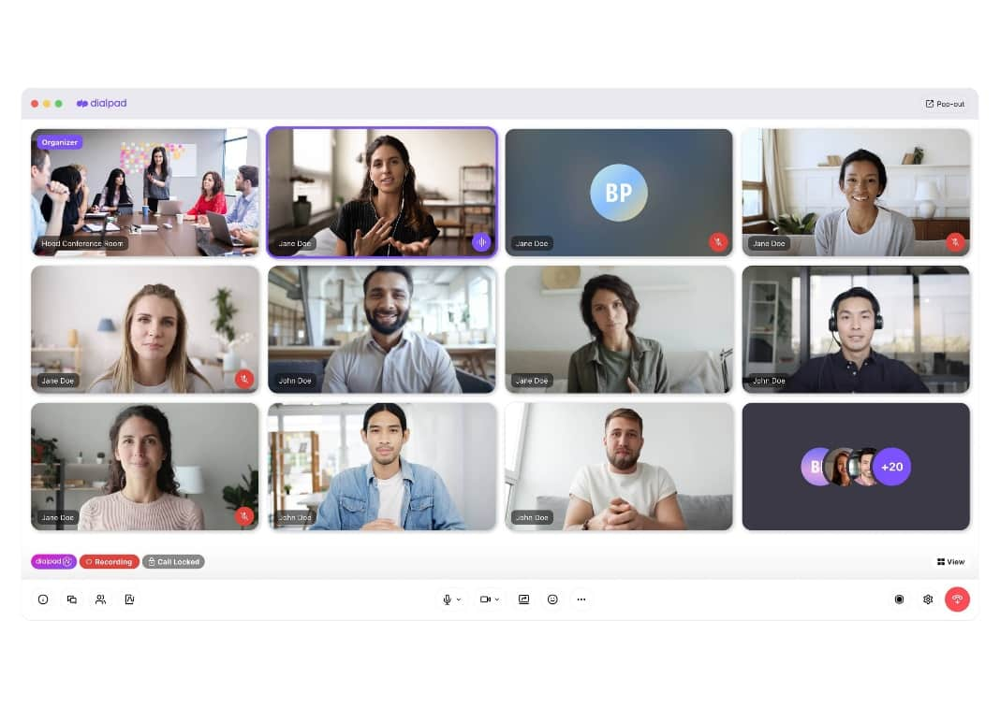 dialpad
Pop-out
Organizer
Hood Conference Room
Jane Doe
BP
Jane Doe
Jane Doe
Jane Doe
John Doe
Jane Doe
John Doe
Jane Doe
John Doe
John Doe
+20
dialpad
Recording
Call Locked
View